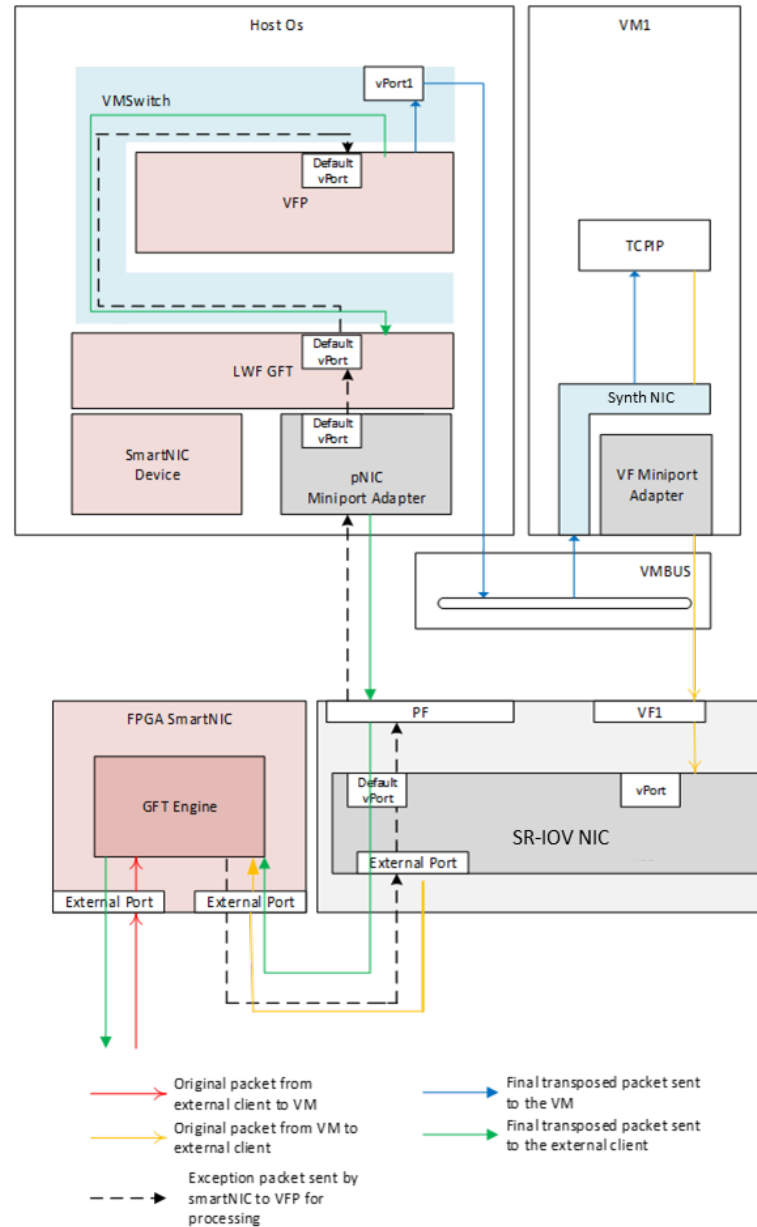 Host Os
VM1
vPort1
VMSwitch
Default
vPort
VFP
TCPIP
Default
vPort
LWF GFT
Synth NIC
SmartNIC
Device
Default
vPort
pNIC
Miniport Adapter
VF Miniport
Adapter
VMBUS
FPGA SmartNIC
PF
VF1
GFT Engine
Default
vPort
vPort
SR-IOV NIC
External Port
External Port
External Port
Original packet from
external client to VM
Final transposed packet sent
to the VM
Original packet from VM to
external client
Final transposed packet sent
to the external client
Exception packet sent by
smartNIC to VFP for
processing